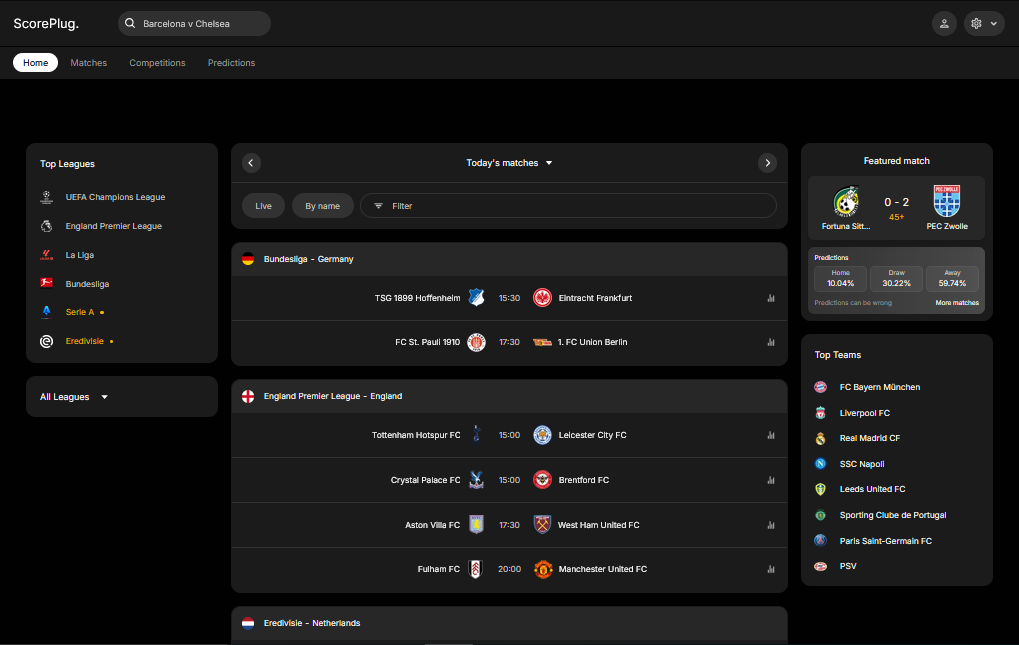 ScorePlug.
Barcelona v Chelsea
Home
Matches
Competitions
Predictions
Top Leagues
UEFA Champions League
England Premier League
La Liga
Bundesliga
Serie A
Eredivisie
All Leagues
Today's matches
Live
By name
Filter
Bundesliga - Germany
TSG 1899 Hoffenheim 15:30 Eintracht Frankfurt
FC St. Pauli 1910 17:30 1. FC Union Berlin
England Premier League - England
Tottenham Hotspur FC 15:00 Leicester City FC
Crystal Palace FC 15:00 Brentford FC
Aston Villa FC 17:30 West Ham United FC
Fulham FC 20:00 Manchester United FC
Eredivisie - Netherlands
Featured match
PEC ZWOLLE
0 - 2
45+
Fortuna Sitt...
PEC Zwolle
Predictions
Home Draw Away
10.04% 30.22% 59.74%
Predictions can be wrong
More matches
Top Teams
FC Bayern München
Liverpool FC
Real Madrid CF
SSC Napoli
Leeds United FC
Sporting Clube de Portugal
Paris Saint-Germain FC
PSV